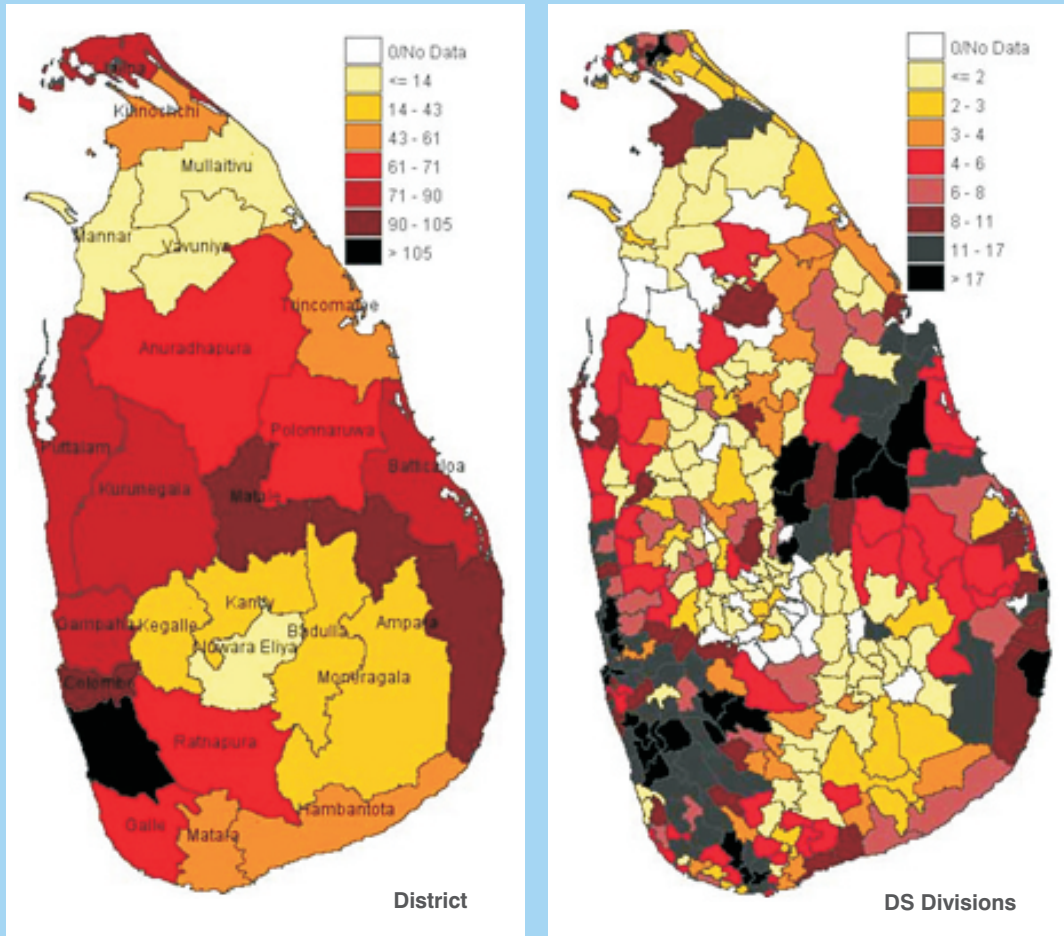 0/No Data
<= 14
14 - 43
43 - 61
61 - 71
71 - 90
90 - 105
> 105
Kilinochchi
Mullaitivu
Mannar
Vavuniya
Trincomalee
Anuradhapura
Polonnaruwa
Puttalam
Batticaloa
Kurunegala
Matale
Kandy
Gampaha
Kegalle
Badulla
Ampara
Nuwara Eliya
Moneragala
Colombo
Ratnapura
Hambantota
Galle
Matara
District
0/No Data
<= 2
2 - 3
3 - 4
4 - 6
6 - 8
8 - 11
11 - 17
> 17
DS Divisions